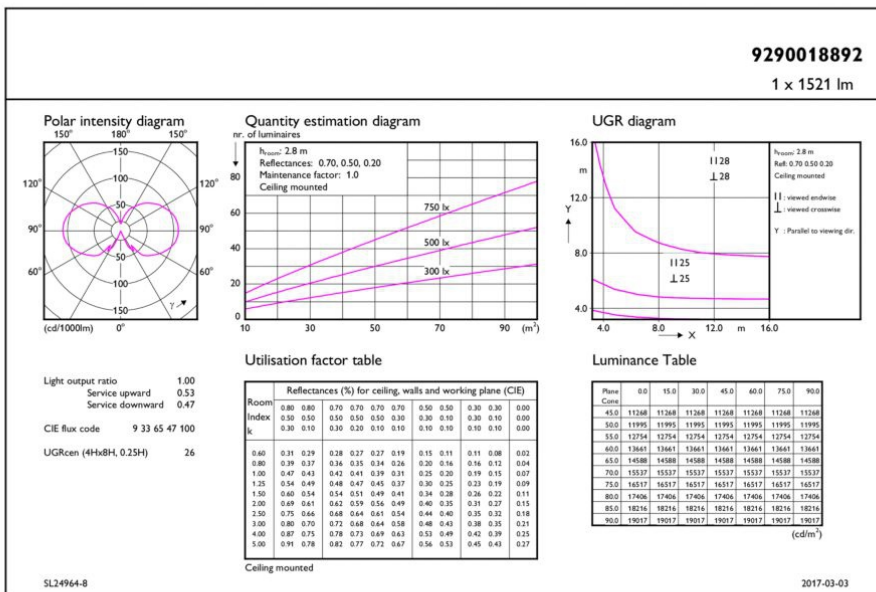 9290018892
1 x 1521 lm
Polar intensity diagram
150° 180° 150°
120° 120°
90° 90°
60° 60°
150
100
50
50
100
150
γ
(cd/1000lm) 0°
Quantity estimation diagram
nr. of luminaires
hroom: 2.8 m
Reflectances: 0.70, 0.50, 0.20
Maintenance factor: 1.0
Ceiling mounted
80
60
40
20
0
750 lx
500 lx
300 lx
10 30 50 70 90 (m²)
UGR diagram
16.0
m
12.0
Y
8.0
4.0
II28
⊥28
II25
⊥25
4.0 8.0 12.0 m 16.0
X
hroom: 2.8 m
Ref: 0.70 0.50 0.20
Ceiling mounted
II : viewed endwise
⊥ : viewed crosswise
Y : Parallel to viewing dir.
Light output ratio 1.00
Service upward 0.53
Service downward 0.47
CIE flux code 9 33 65 47 100
UGRcen (4Hx8H, 0.25H) 26
Utilisation factor table
Room Index k
Reflectances (%) for ceiling, walls and working plane (CIE)
0.80 0.80 0.70 0.70 0.70 0.70 0.50 0.50 0.30 0.30 0.00
0.50 0.50 0.50 0.50 0.50 0.30 0.30 0.10 0.30 0.10 0.00
0.30 0.10 0.30 0.20 0.10 0.10 0.10 0.10 0.10 0.10 0.00
0.60 0.31 0.29 0.28 0.27 0.27 0.19 0.15 0.11 0.11 0.08 0.02
0.80 0.39 0.37 0.36 0.35 0.34 0.26 0.20 0.16 0.16 0.12 0.04
1.00 0.47 0.43 0.42 0.41 0.39 0.31 0.25 0.20 0.19 0.15 0.07
1.25 0.54 0.49 0.48 0.47 0.45 0.37 0.30 0.25 0.23 0.19 0.09
1.50 0.60 0.54 0.54 0.51 0.49 0.41 0.34 0.28 0.26 0.22 0.11
2.00 0.69 0.61 0.62 0.59 0.56 0.49 0.40 0.35 0.31 0.27 0.15
2.50 0.75 0.66 0.68 0.64 0.61 0.54 0.44 0.40 0.35 0.32 0.18
3.00 0.80 0.70 0.72 0.68 0.64 0.58 0.48 0.43 0.38 0.35 0.21
4.00 0.87 0.75 0.78 0.73 0.69 0.63 0.53 0.49 0.42 0.39 0.25
5.00 0.91 0.78 0.82 0.77 0.72 0.67 0.56 0.53 0.45 0.43 0.27
Ceiling mounted
Luminance Table
Plane 0.0 15.0 30.0 45.0 60.0 75.0 90.0
Cone
45.0 11268 11268 11268 11268 11268 11268 11268
50.0 11995 11995 11995 11995 11995 11995 11995
55.0 12754 12754 12754 12754 12754 12754 12754
60.0 13661 13661 13661 13661 13661 13661 13661
65.0 14588 14588 14588 14588 14588 14588 14588
70.0 15537 15537 15537 15537 15537 15537 15537
75.0 16517 16517 16517 16517 16517 16517 16517
80.0 17406 17406 17406 17406 17406 17406 17406
85.0 18216 18216 18216 18216 18216 18216 18216
90.0 19017 19017 19017 19017 19017 19017 19017
(cd/m²)
SL24964-8
2017-03-03